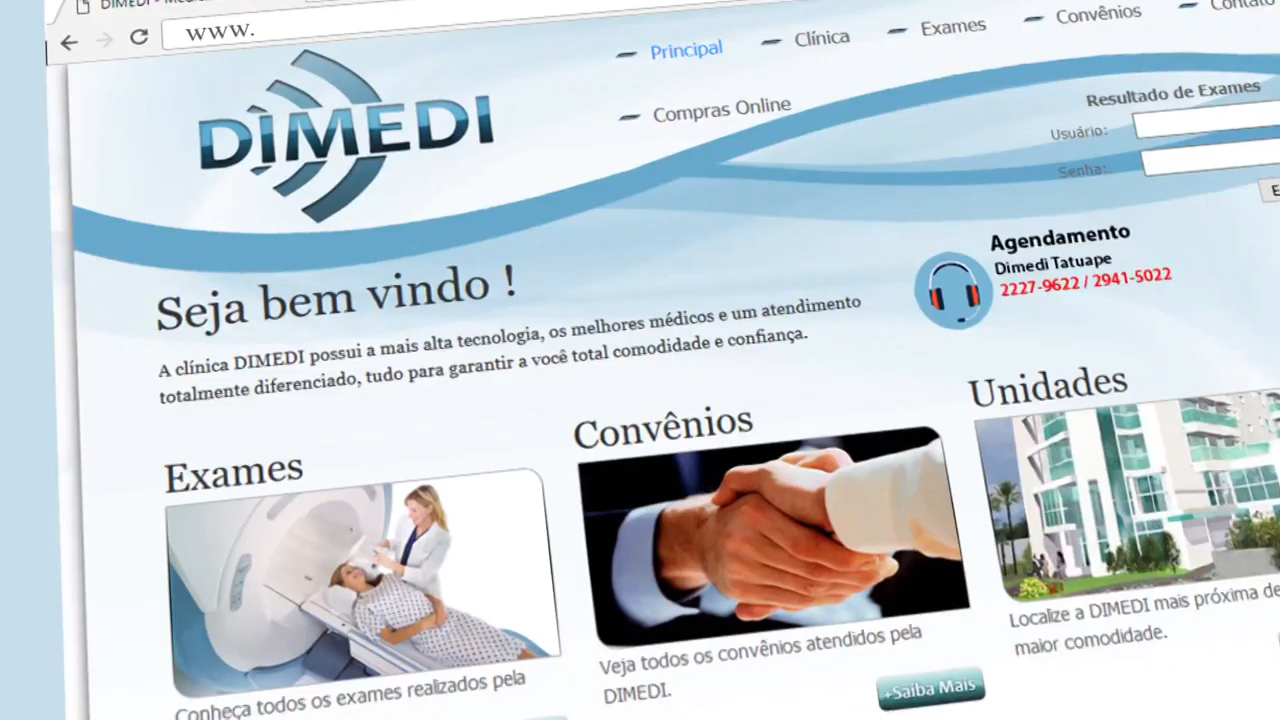 www.
DIMEDI
Principal
Clínica
Exames
Convênios
Compras Online
Resultado de Exames
Usuário:
Senha:
Agendamento
Dimedi Tatuape
2227-9622 / 2941-5022
Seja bem vindo !
A clínica DIMEDI possui a mais alta tecnologia, os melhores médicos e um atendimento
totalmente diferenciado, tudo para garantir a você total comodidade e confiança.
Exames
Convênios
Unidades
Conheça todos os exames realizados pela
Veja todos os convênios atendidos pela
DIMEDI.
+Saiba Mais
Localize a DIMEDI mais próxima de
maior comodidade.